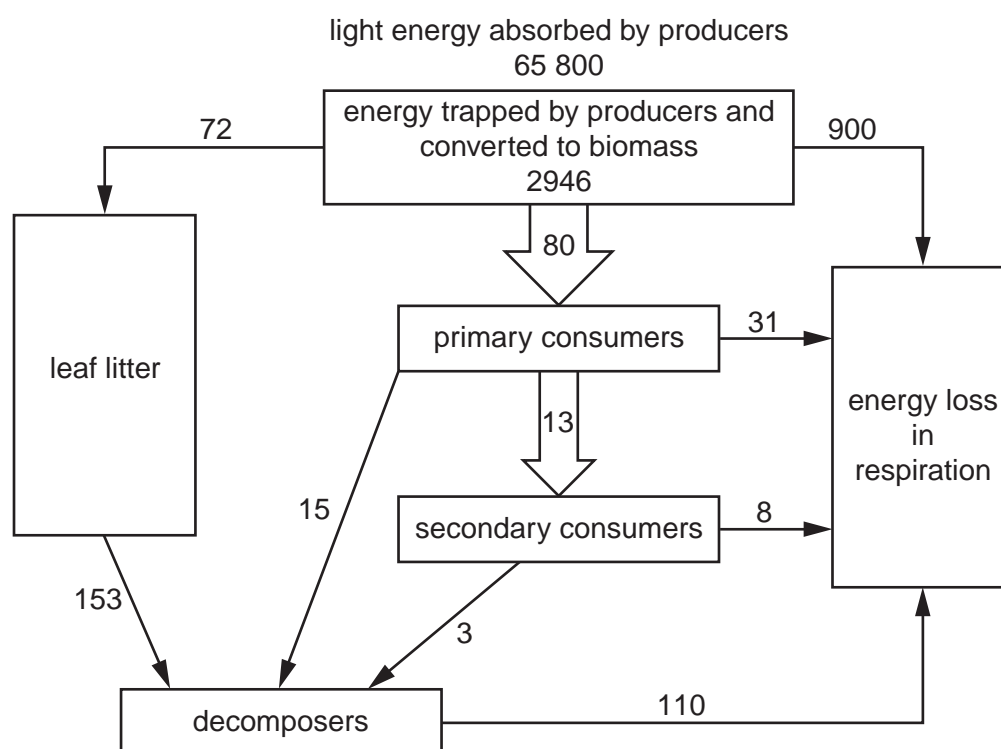 light energy absorbed by producers
65 800
energy trapped by producers and
converted to biomass
2946
72
900
80
primary consumers
31
leaf litter
energy loss
in
respiration
13
15
secondary consumers
8
153
3
decomposers
110